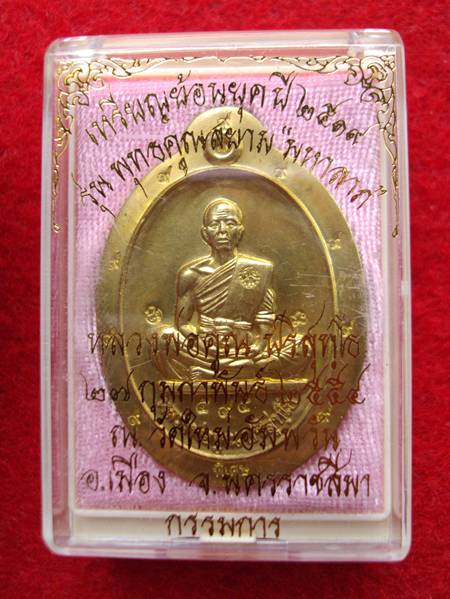 เหรียญย้อนยุค ปี ๒๕๑๙
รุ่น พุทธคูณสยาม "มหาลาภ"
หลวงพ่อคูณ ปริสุทฺโธ
๒๗ กุมภาพันธ์ ๒๕๕๔
ณ. วัดใหม่อัมพวัน
อ.เมือง จ.นครราชสีมา
พิเศษ
กรรมการ